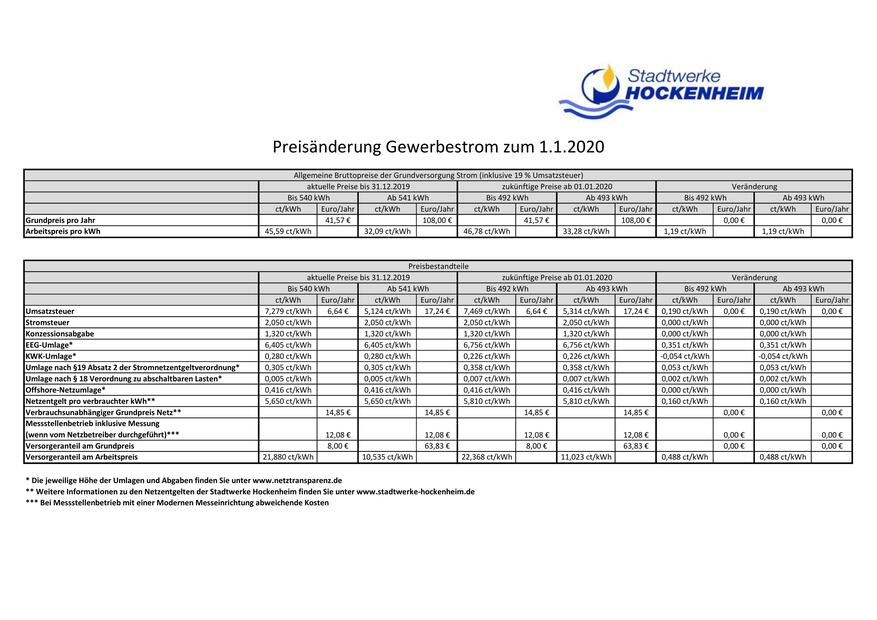 Stadtwerke
HOCKENHEIM
Preisänderung Gewerbestrom zum 1.1.2020
Allgemeine Bruttopreise der Grundversorgung Strom (inklusive 19 % Umsatzsteuer)
aktuelle Preise bis 31.12.2019 zukünftige Preise ab 01.01.2020 Veränderung
Bis 540 kWh Ab 541 kWh Bis 492 kWh Ab 493 kWh Bis 492 kWh Ab 493 kWh
ct/kWh Euro/Jahr ct/kWh Euro/Jahr ct/kWh Euro/Jahr ct/kWh Euro/Jahr ct/kWh Euro/Jahr ct/kWh Euro/Jahr
Grundpreis pro Jahr 41,57 € 108,00 € 41,57 € 108,00 € 0,00 € 0,00 €
Arbeitspreis pro kWh 45,59 ct/kWh 32,09 ct/kWh 46,78 ct/kWh 33,28 ct/kWh 1,19 ct/kWh 1,19 ct/kWh
Preisbestandteile
aktuelle Preise bis 31.12.2019 zukünftige Preise ab 01.01.2020 Veränderung
Bis 540 kWh Ab 541 kWh Bis 492 kWh Ab 493 kWh Bis 492 kWh Ab 493 kWh
ct/kWh Euro/Jahr ct/kWh Euro/Jahr ct/kWh Euro/Jahr ct/kWh Euro/Jahr ct/kWh Euro/Jahr ct/kWh Euro/Jahr
Umsatzsteuer 7,279 ct/kWh 6,64 € 5,124 ct/kWh 17,24 € 7,469 ct/kWh 6,64 € 5,314 ct/kWh 17,24 € 0,190 ct/kWh 0,00 € 0,190 ct/kWh 0,00 €
Stromsteuer 2,050 ct/kWh 2,050 ct/kWh 2,050 ct/kWh 2,050 ct/kWh 0,000 ct/kWh 0,000 ct/kWh
Konzessionsabgabe 1,320 ct/kWh 1,320 ct/kWh 1,320 ct/kWh 1,320 ct/kWh 0,000 ct/kWh 0,000 ct/kWh
EEG-Umlage* 6,405 ct/kWh 6,405 ct/kWh 6,756 ct/kWh 6,756 ct/kWh 0,351 ct/kWh 0,351 ct/kWh
KWK-Umlage* 0,280 ct/kWh 0,280 ct/kWh 0,226 ct/kWh 0,226 ct/kWh -0,054 ct/kWh -0,054 ct/kWh
Umlage nach §19 Absatz 2 der Stromnetzentgeltverordnung* 0,305 ct/kWh 0,305 ct/kWh 0,358 ct/kWh 0,358 ct/kWh 0,053 ct/kWh 0,053 ct/kWh
Umlage nach § 18 Verordnung zu abschaltbaren Lasten* 0,005 ct/kWh 0,005 ct/kWh 0,007 ct/kWh 0,007 ct/kWh 0,002 ct/kWh 0,002 ct/kWh
Offshore-Netzumlage* 0,416 ct/kWh 0,416 ct/kWh 0,416 ct/kWh 0,416 ct/kWh 0,000 ct/kWh 0,000 ct/kWh
Netzentgelt pro verbrauchter kWh** 5,650 ct/kWh 5,650 ct/kWh 5,810 ct/kWh 5,810 ct/kWh 0,160 ct/kWh 0,160 ct/kWh
Verbrauchsunabhängiger Grundpreis Netz** 14,85 € 14,85 € 14,85 € 14,85 € 0,00 € 0,00 €
Messstellenbetrieb inklusive Messung
(wenn vom Netzbetreiber durchgeführt)*** 12,08 € 12,08 € 12,08 € 12,08 € 0,00 € 0,00 €
Versorgeranteil am Grundpreis 8,00 € 63,83 € 8,00 € 63,83 € 0,00 € 0,00 €
Versorgeranteil am Arbeitspreis 21,880 ct/kWh 10,535 ct/kWh 22,368 ct/kWh 11,023 ct/kWh 0,488 ct/kWh 0,488 ct/kWh
* Die jeweilige Höhe der Umlagen und Abgaben finden Sie unter www.netztransparenz.de
** Weitere Informationen zu den Netzentgelten der Stadtwerke Hockenheim finden Sie unter www.stadtwerke-hockenheim.de
*** Bei Messstellenbetrieb mit einer Modernen Messeinrichtung abweichende Kosten